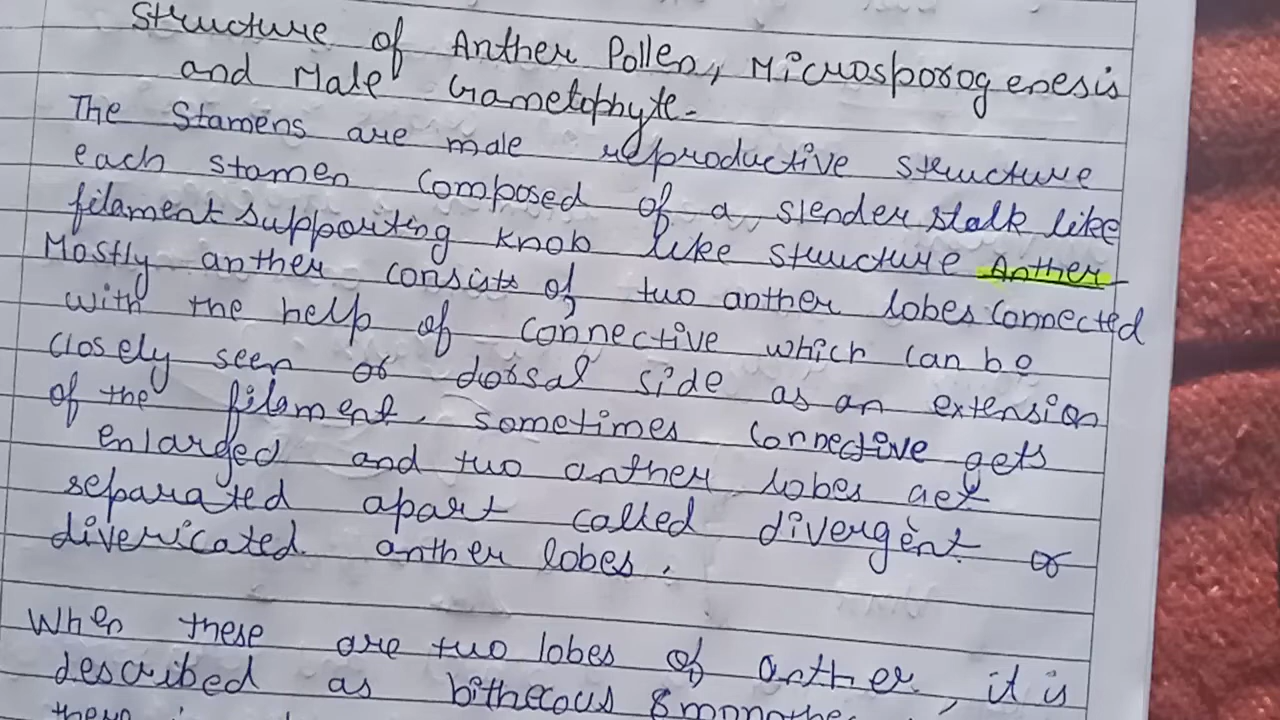 Structure of Anther Pollen, Microsporogenesis
and Male Gametophyte-
The Stamens are male reproductive structure
each stamen composed of a slender stalk like
filament supporting knob like structure Anther
Mostly anther consists of two anther lobes connected
with the help of connective which can be
closely seen or dorsal side as an extension
of the filament. sometimes connective gets
enlarged and two anther lobes aet
separated apart called divergent or
divericated anther lobes.
When these are two lobes of anther, it is
described as bithecous &